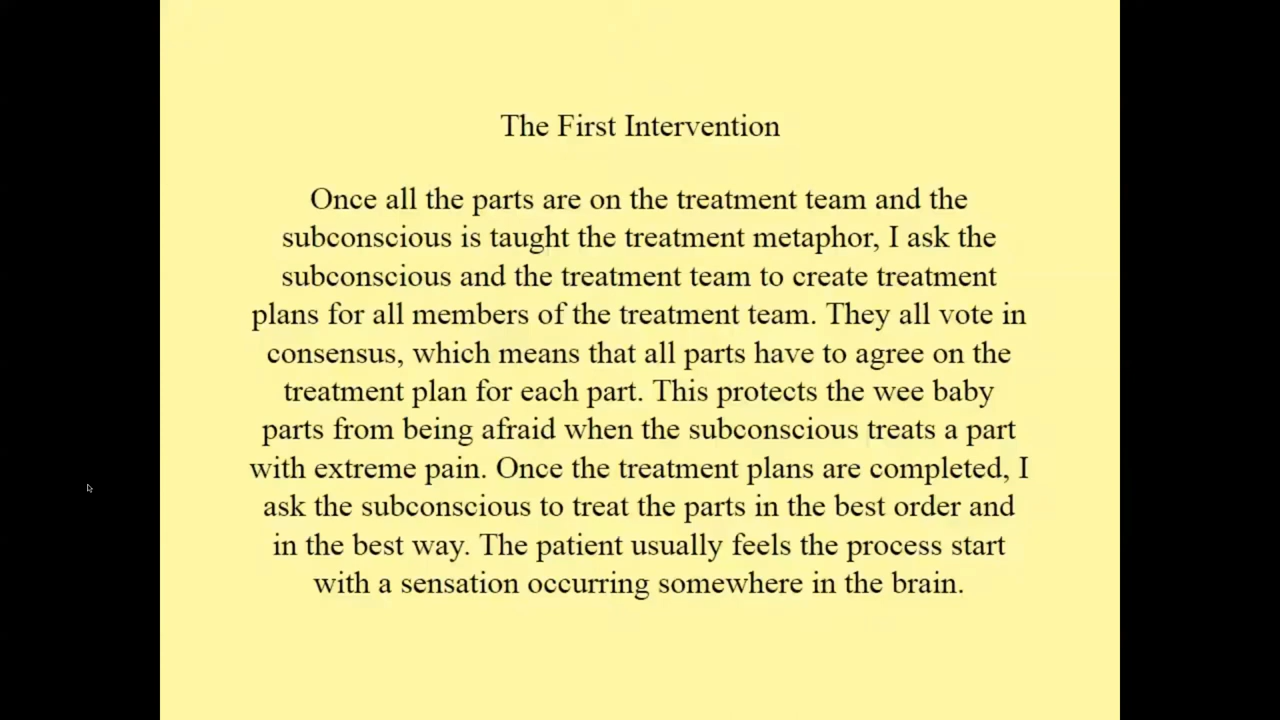 The First Intervention
Once all the parts are on the treatment team and the
subconscious is taught the treatment metaphor, I ask the
subconscious and the treatment team to create treatment
plans for all members of the treatment team. They all vote in
consensus, which means that all parts have to agree on the
treatment plan for each part. This protects the wee baby
parts from being afraid when the subconscious treats a part
with extreme pain. Once the treatment plans are completed, I
ask the subconscious to treat the parts in the best order and
in the best way. The patient usually feels the process start
with a sensation occurring somewhere in the brain.